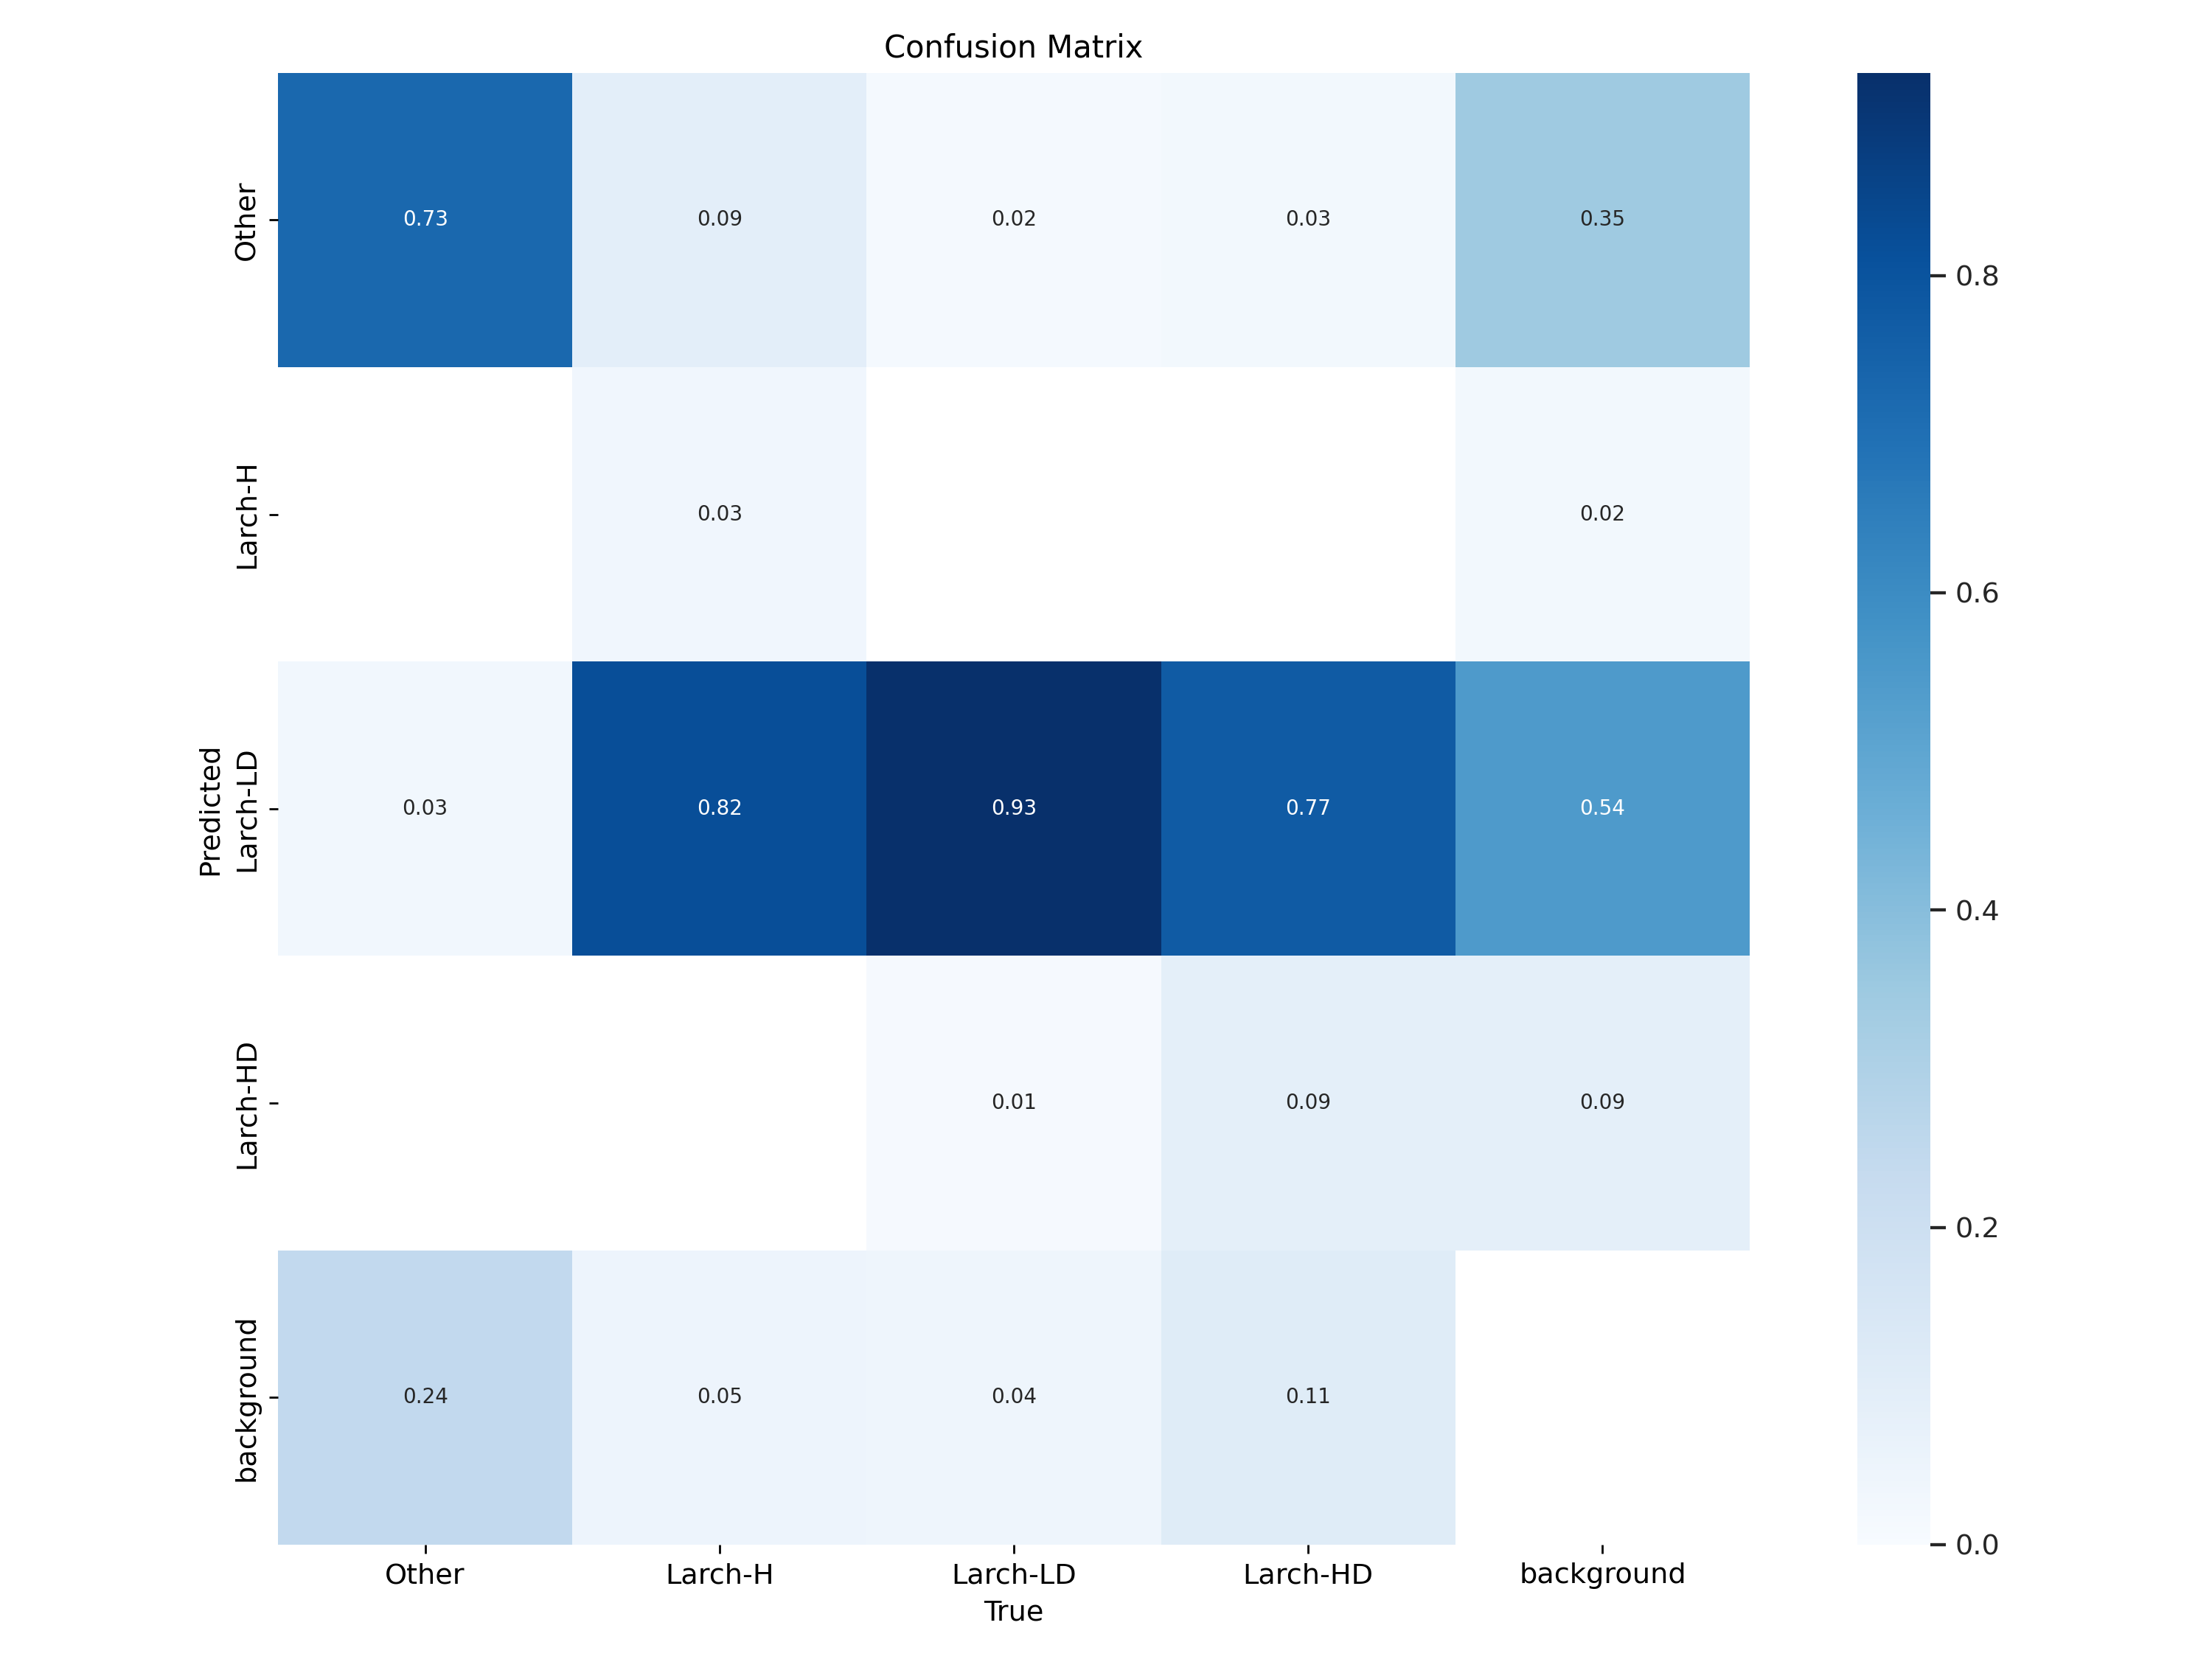 Confusion Matrix
Other
0.73
0.09
0.02
0.03
0.35
Larch-H
0.03
0.02
Predicted
Larch-LD
0.03
0.82
0.93
0.77
0.54
Larch-HD
0.01
0.09
0.09
background
0.24
0.05
0.04
0.11
Other
Larch-H
Larch-LD
Larch-HD
background
True
0.8
0.6
0.4
0.2
0.0